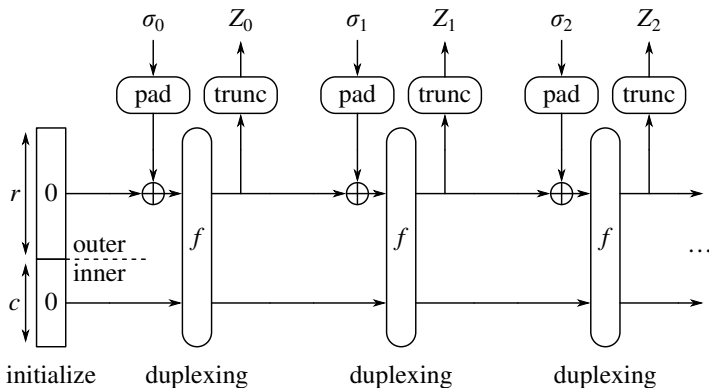 σ0 Z0 σ1 Z1 σ2 Z2
pad trunc pad trunc pad trunc
r 0
f f f
outer
inner
...
c 0
initialize duplexing duplexing duplexing